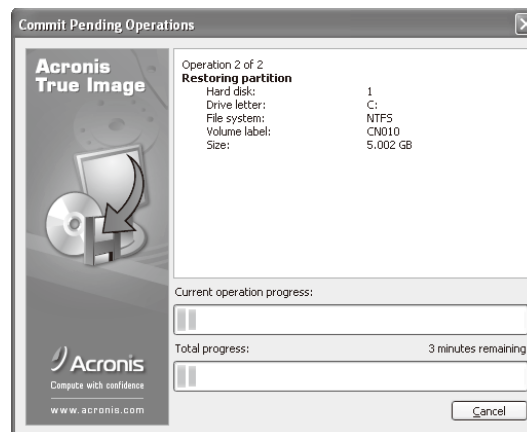 Commit Pending Operations
Acronis
True Image
Operation 2 of 2
Restoring partition
Hard disk: 1
Drive letter: C:
File system: NTFS
Volume label: CN010
Size: 5.002 GB
Current operation progress:
Total progress: 3 minutes remaining
Acronis
Compute with confidence
www.acronis.com
Cancel